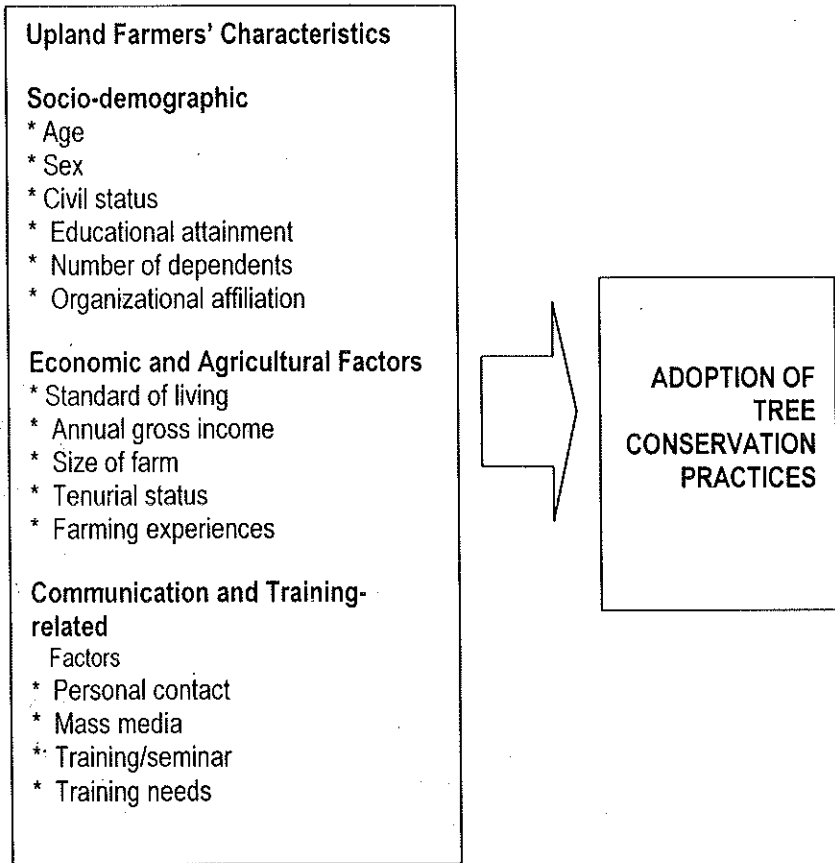 Upland Farmers' Characteristics
Socio-demographic
* Age
* Sex
* Civil status
* Educational attainment
* Number of dependents
* Organizational affiliation
Economic and Agricultural Factors
* Standard of living
* Annual gross income
* Size of farm
* Tenurial status
* Farming experiences
Communication and Training-
related
Factors
* Personal contact
* Mass media
* Training/seminar
* Training needs
ADOPTION OF
TREE
CONSERVATION
PRACTICES